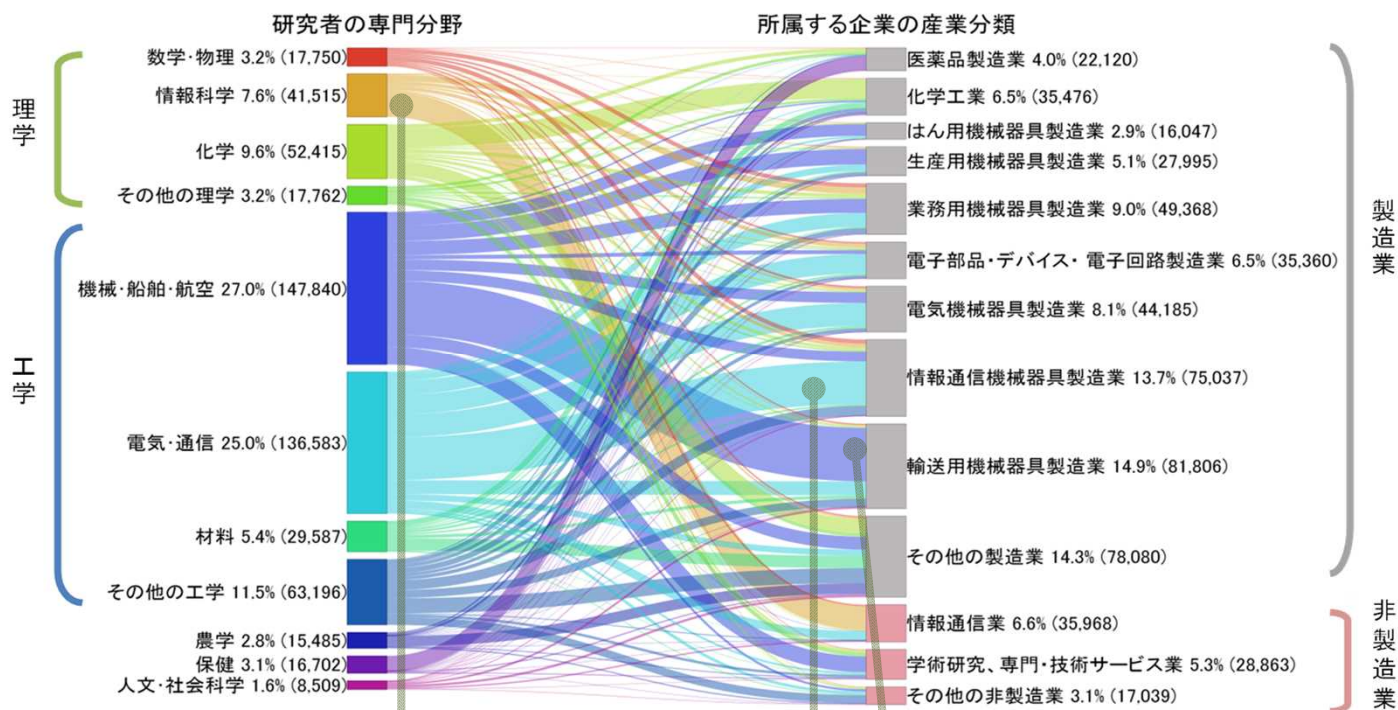 研究者の専門分野
所属する企業の産業分類
理学
数学・物理 3.2% (17,750)
情報科学 7.6% (41,515)
化学 9.6% (52,415)
その他の理学 3.2% (17,762)
工学
機械・船舶・航空 27.0% (147,840)
電気・通信 25.0% (136,583)
材料 5.4% (29,587)
その他の工学 11.5% (63,196)
農学 2.8% (15,485)
保健 3.1% (16,702)
人文・社会科学 1.6% (8,509)
製造業
医薬品製造業 4.0% (22,120)
化学工業 6.5% (35,476)
はん用機械器具製造業 2.9% (16,047)
生産用機械器具製造業 5.1% (27,995)
業務用機械器具製造業 9.0% (49,368)
電子部品・デバイス・ 電子回路製造業 6.5% (35,360)
電気機械器具製造業 8.1% (44,185)
情報通信機械器具製造業 13.7% (75,037)
輸送用機械器具製造業 14.9% (81,806)
その他の製造業 14.3% (78,080)
非製造業
情報通信業 6.6% (35,968)
学術研究、専門・技術サービス業 5.3% (28,863)
その他の非製造業 3.1% (17,039)